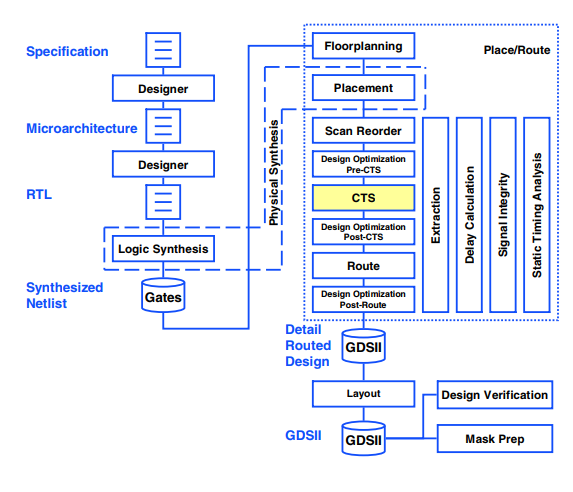 Specification
Designer
Microarchitecture
Designer
RTL
Logic Synthesis
Synthesized
Netlist
Gates
Physical Synthesis
Place/Route
Floorplanning
Placement
Scan Reorder
Design Optimization
Pre-CTS
CTS
Design Optimization
Post-CTS
Route
Design Optimization
Post-Route
Extraction
Delay Calculation
Signal Integrity
Static Timing Analysis
Detail
Routed
Design
GDSII
Layout
GDSII
GDSII
Design Verification
Mask Prep